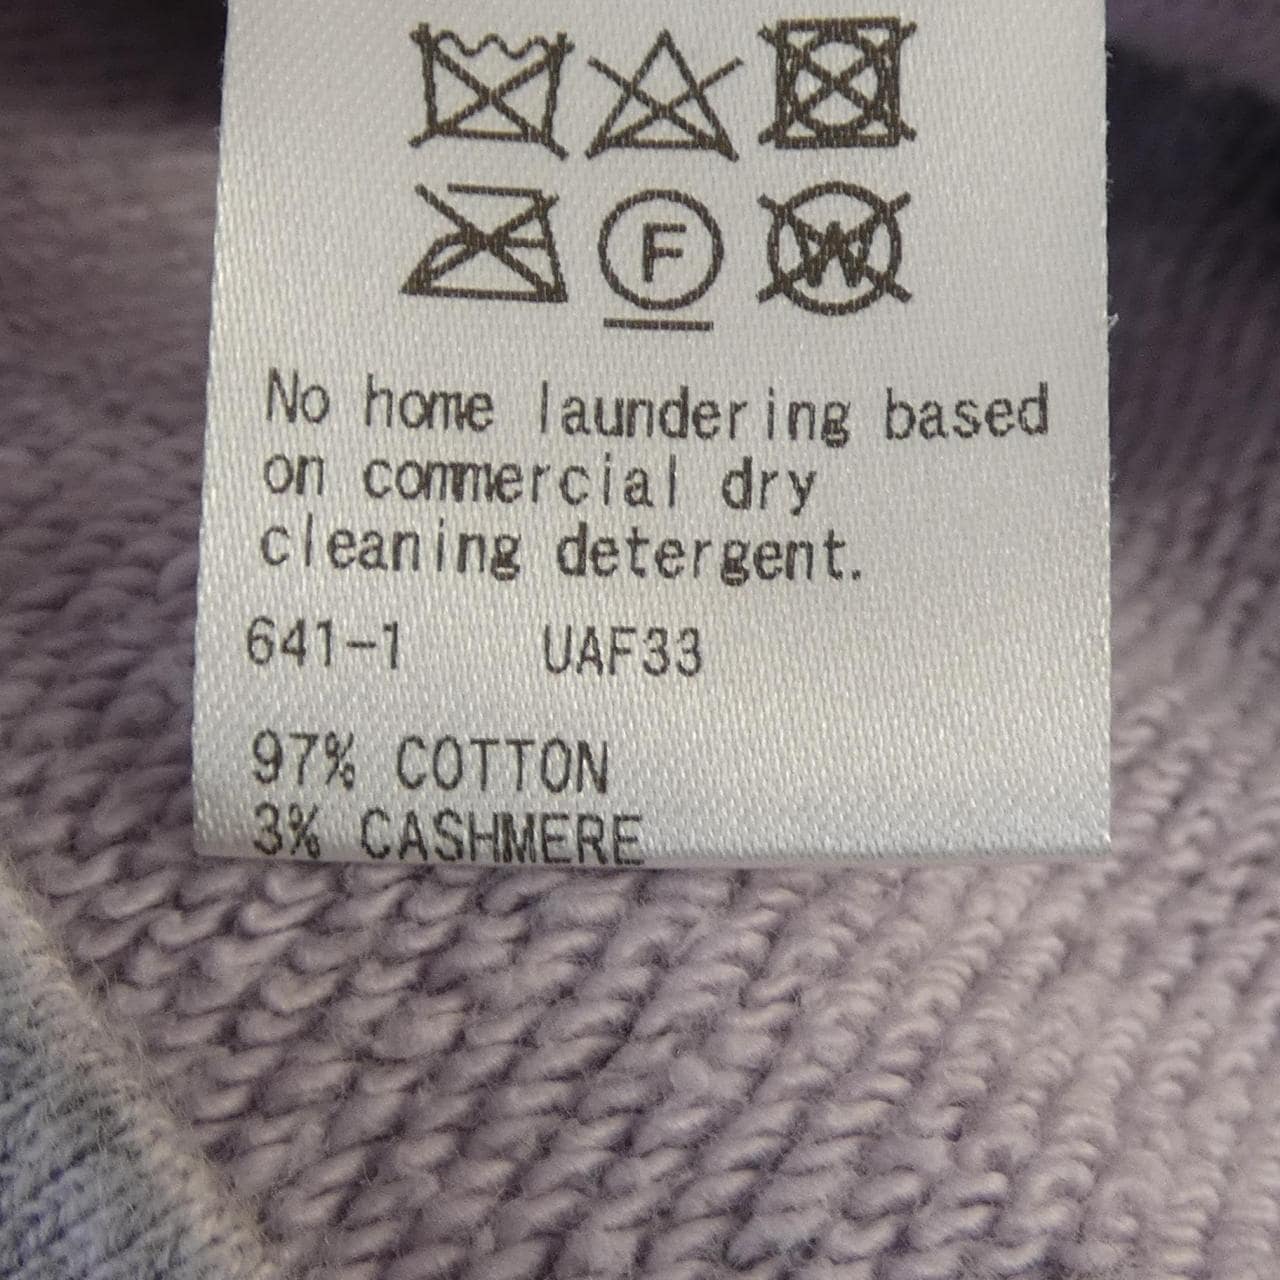 F W
No home laundering based
on commercial dry
cleaning detergent.
641-1 UAF33
97% COTTON
3% CASHMERE